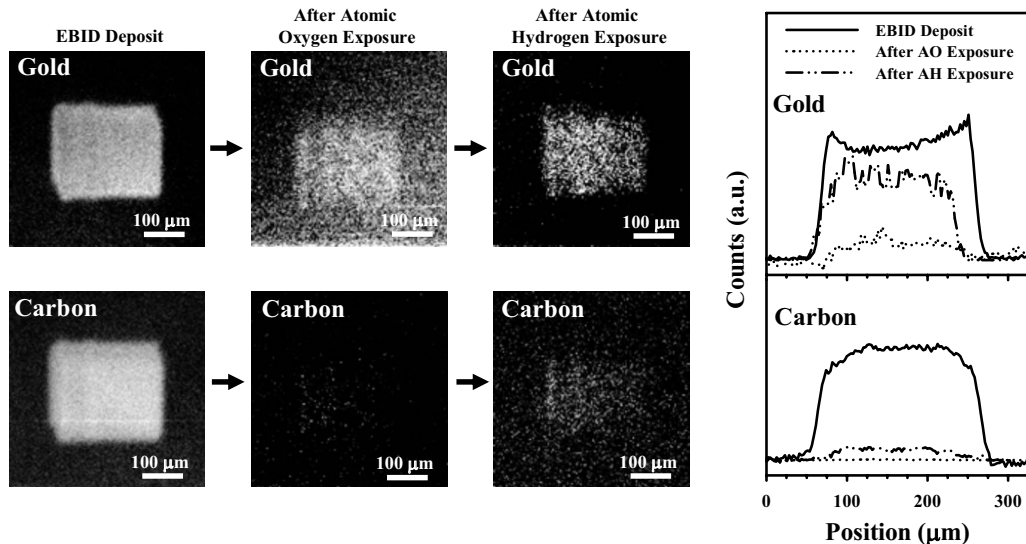 EBID Deposit
After Atomic
Oxygen Exposure
After Atomic
Hydrogen Exposure
Gold
100 μm
Gold
100 μm
Gold
100 μm
Carbon
100 μm
Carbon
100 μm
Carbon
100 μm
EBID Deposit
After AO Exposure
After AH Exposure
Gold
Carbon
Counts (a.u.)
0 100 200 300
Position (μm)